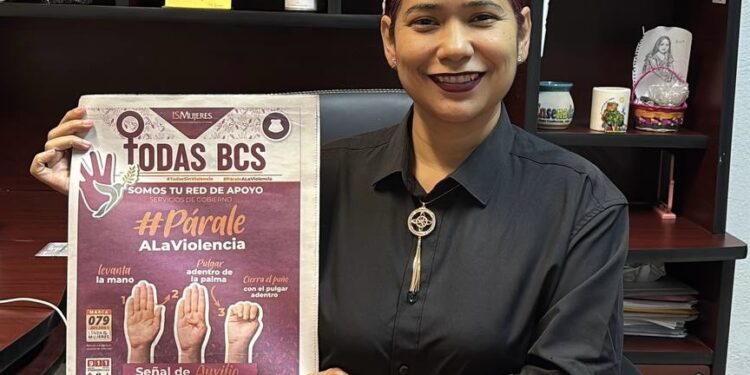 ISMUJERES
TODAS BCS
#TodasSinViolencia
#PáraleALaViolencia
SOMOS TU RED DE APOYO
SERVICIOS DE GOBIERNO
#Párale
ALaViolencia
levanta
la mano
Pulgar
adentro de
la palma
Cierra el puño
con el pulgar
adentro
1
2
3
MARCA
079
MUJERES
911
Señal de Auxilio